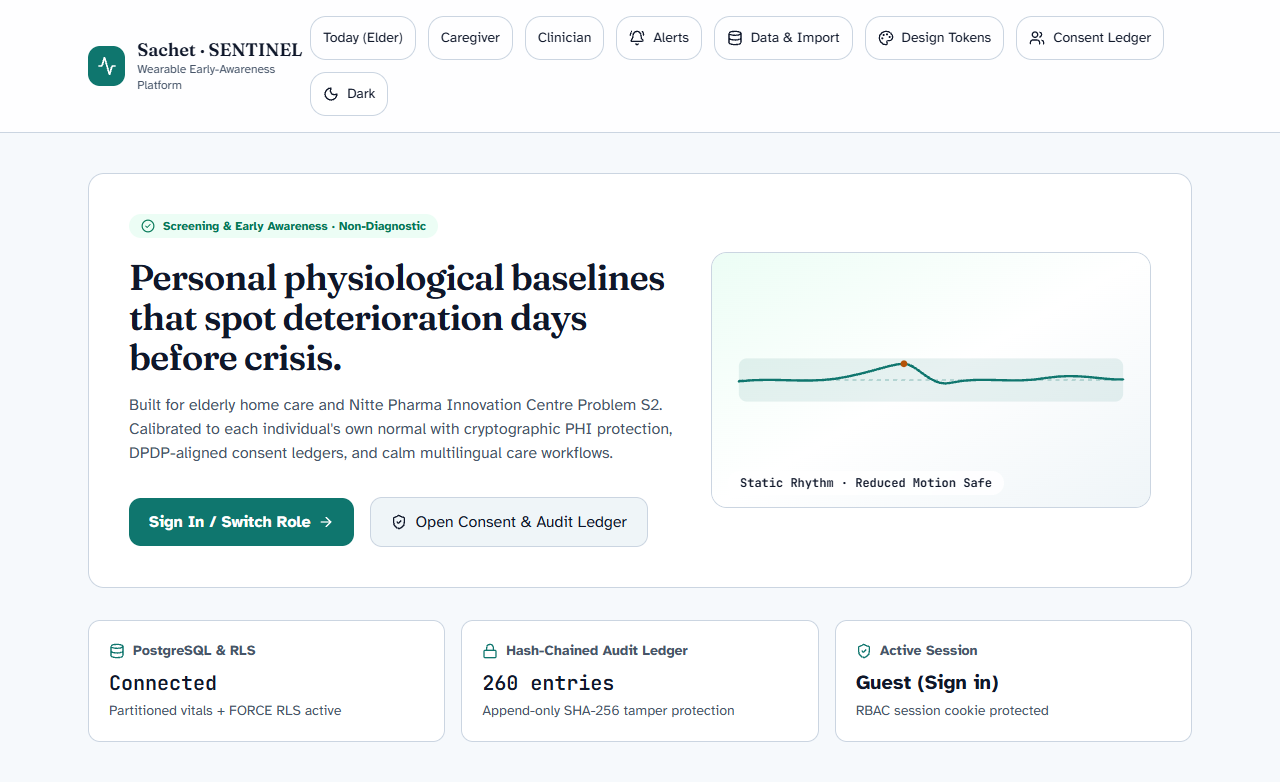 Sachet · SENTINEL
Wearable Early-Awareness
Platform
Today (Elder)
Caregiver
Clinician
Alerts
Data & Import
Design Tokens
Consent Ledger
Dark
Screening & Early Awareness · Non-Diagnostic
Personal physiological baselines
that spot deterioration days
before crisis.
Built for elderly home care and Nitte Pharma Innovation Centre Problem S2.
Calibrated to each individual's own normal with cryptographic PHI protection,
DPDP-aligned consent ledgers, and calm multilingual care workflows.
Sign In / Switch Role →
Open Consent & Audit Ledger
Static Rhythm · Reduced Motion Safe
PostgreSQL & RLS
Connected
Partitioned vitals + FORCE RLS active
Hash-Chained Audit Ledger
260 entries
Append-only SHA-256 tamper protection
Active Session
Guest (Sign in)
RBAC session cookie protected